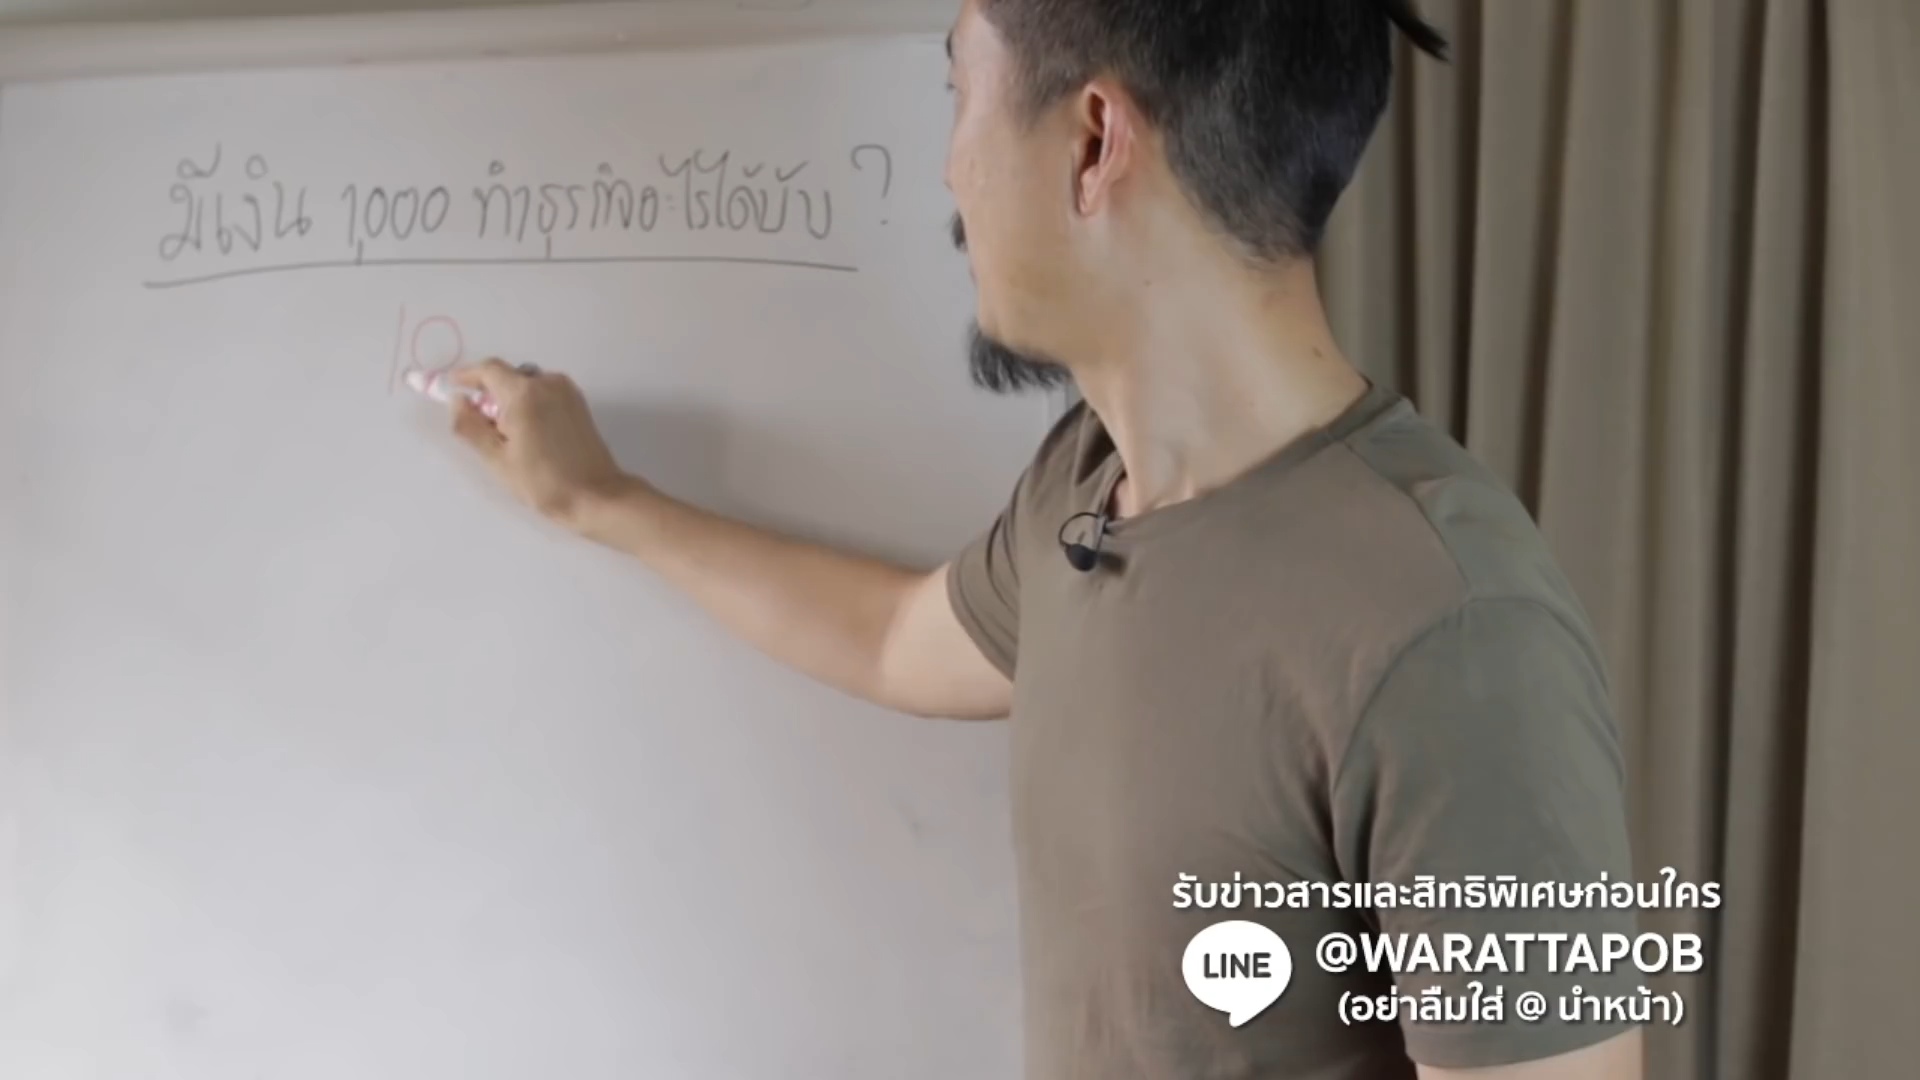 มีเงิน 1,000 ทำธุรกิจอะไรได้บ้าง ?
รับข่าวสารและสิทธิพิเศษก่อนใคร
LINE
@WARATTAPOB
(อย่าลืมใส่ @ นำหน้า)